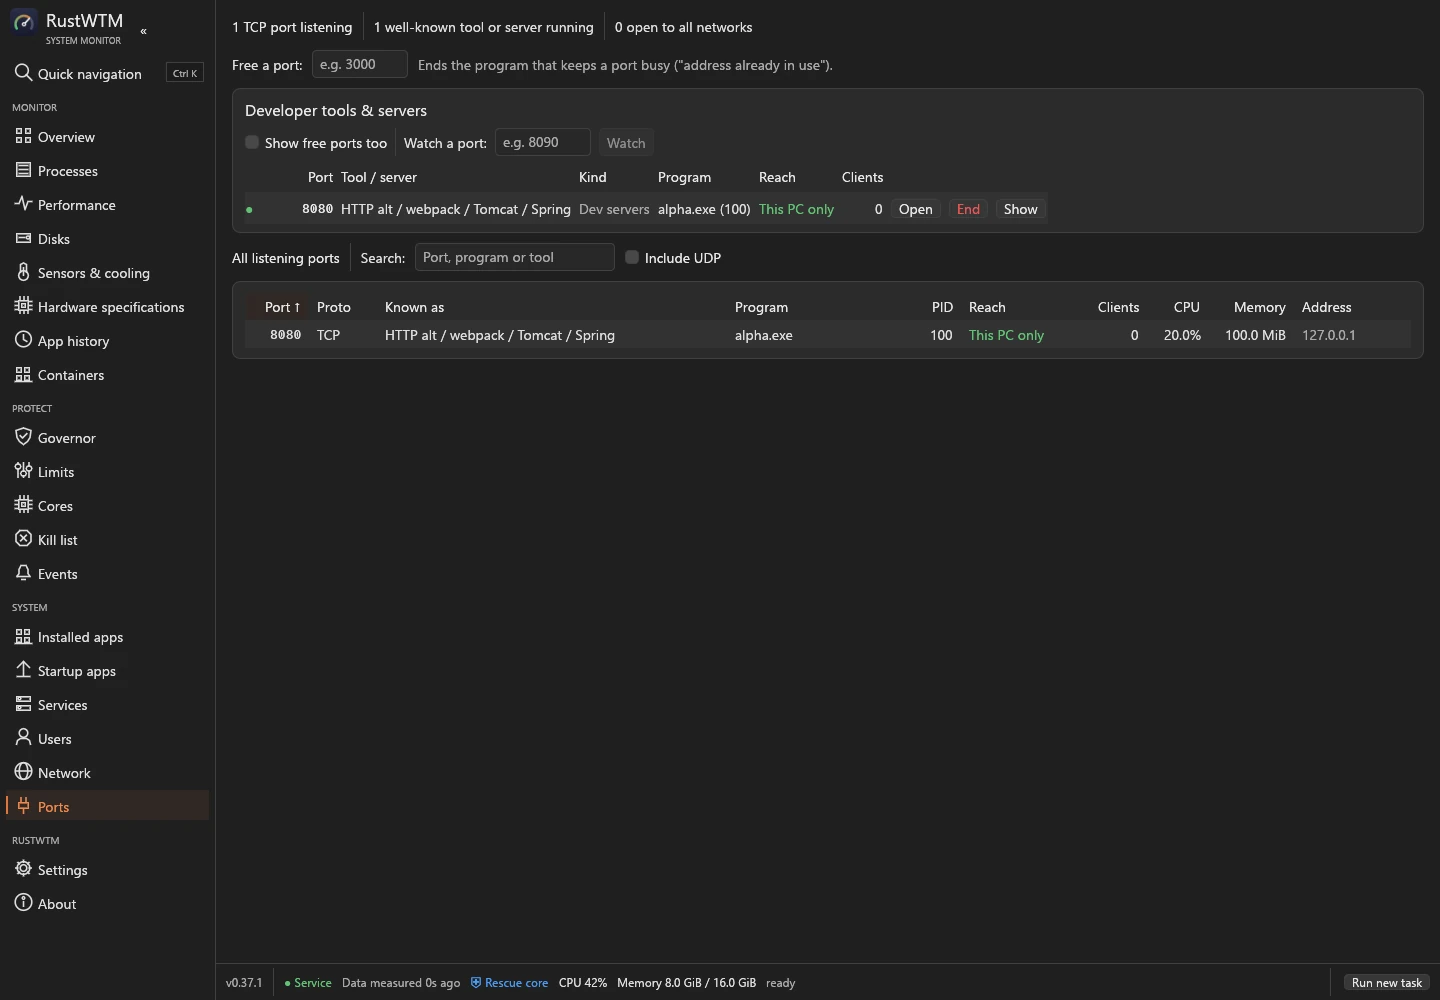 RustWTM
SYSTEM MONITOR
«
Quick navigation Ctrl K
MONITOR
Overview
Processes
Performance
Disks
Sensors & cooling
Hardware specifications
App history
Containers
PROTECT
Governor
Limits
Cores
Kill list
Events
SYSTEM
Installed apps
Startup apps
Services
Users
Network
Ports
RUSTWTM
Settings
About
1 TCP port listening 1 well-known tool or server running 0 open to all networks
Free a port: e.g. 3000 Ends the program that keeps a port busy ("address already in use").
Developer tools & servers
Show free ports too Watch a port: e.g. 8090 Watch
Port Tool / server Kind Program Reach Clients
8080 HTTP alt / webpack / Tomcat / Spring Dev servers alpha.exe (100) This PC only 0 Open End Show
All listening ports Search: Port, program or tool Include UDP
Port ↑ Proto Known as Program PID Reach Clients CPU Memory Address
8080 TCP HTTP alt / webpack / Tomcat / Spring alpha.exe 100 This PC only 0 20.0% 100.0 MiB 127.0.0.1
v0.37.1 Service Data measured 0s ago Rescue core CPU 42% Memory 8.0 GiB / 16.0 GiB ready Run new task